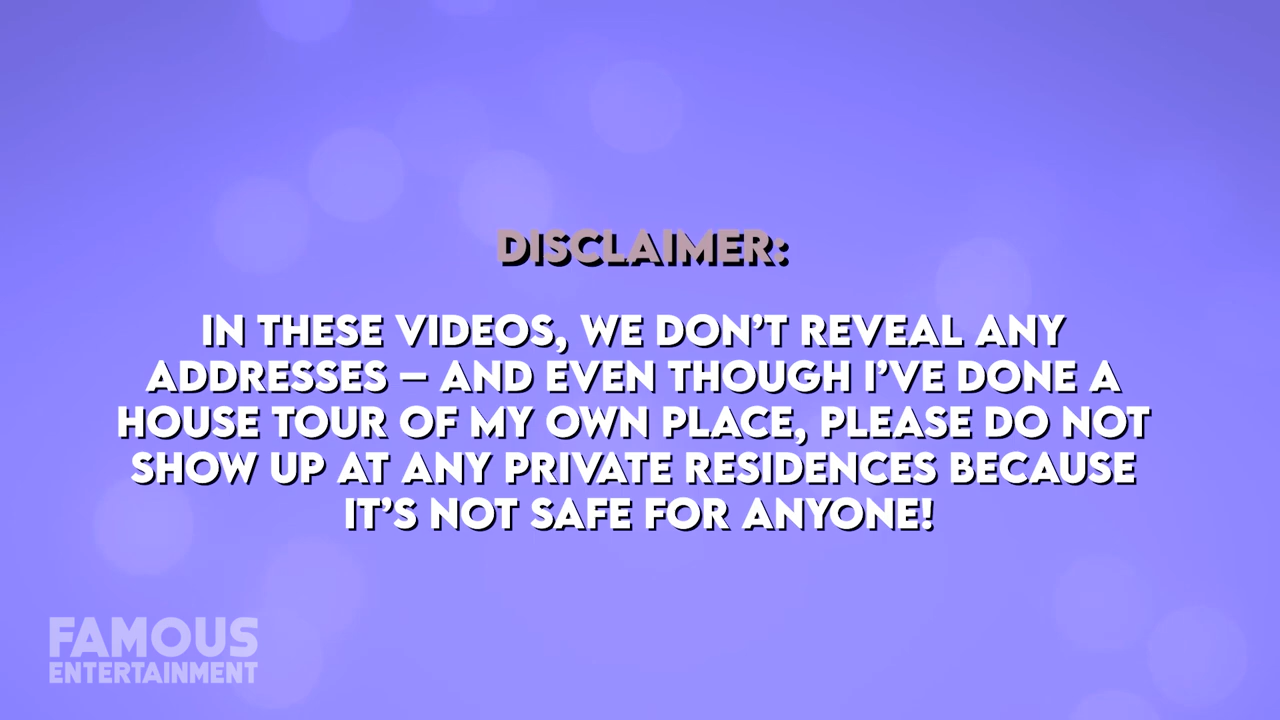 DISCLAIMER:
IN THESE VIDEOS, WE DON'T REVEAL ANY
ADDRESSES – AND EVEN THOUGH I'VE DONE A
HOUSE TOUR OF MY OWN PLACE, PLEASE DO NOT
SHOW UP AT ANY PRIVATE RESIDENCES BECAUSE
IT'S NOT SAFE FOR ANYONE!
FAMOUS
ENTERTAINMENT